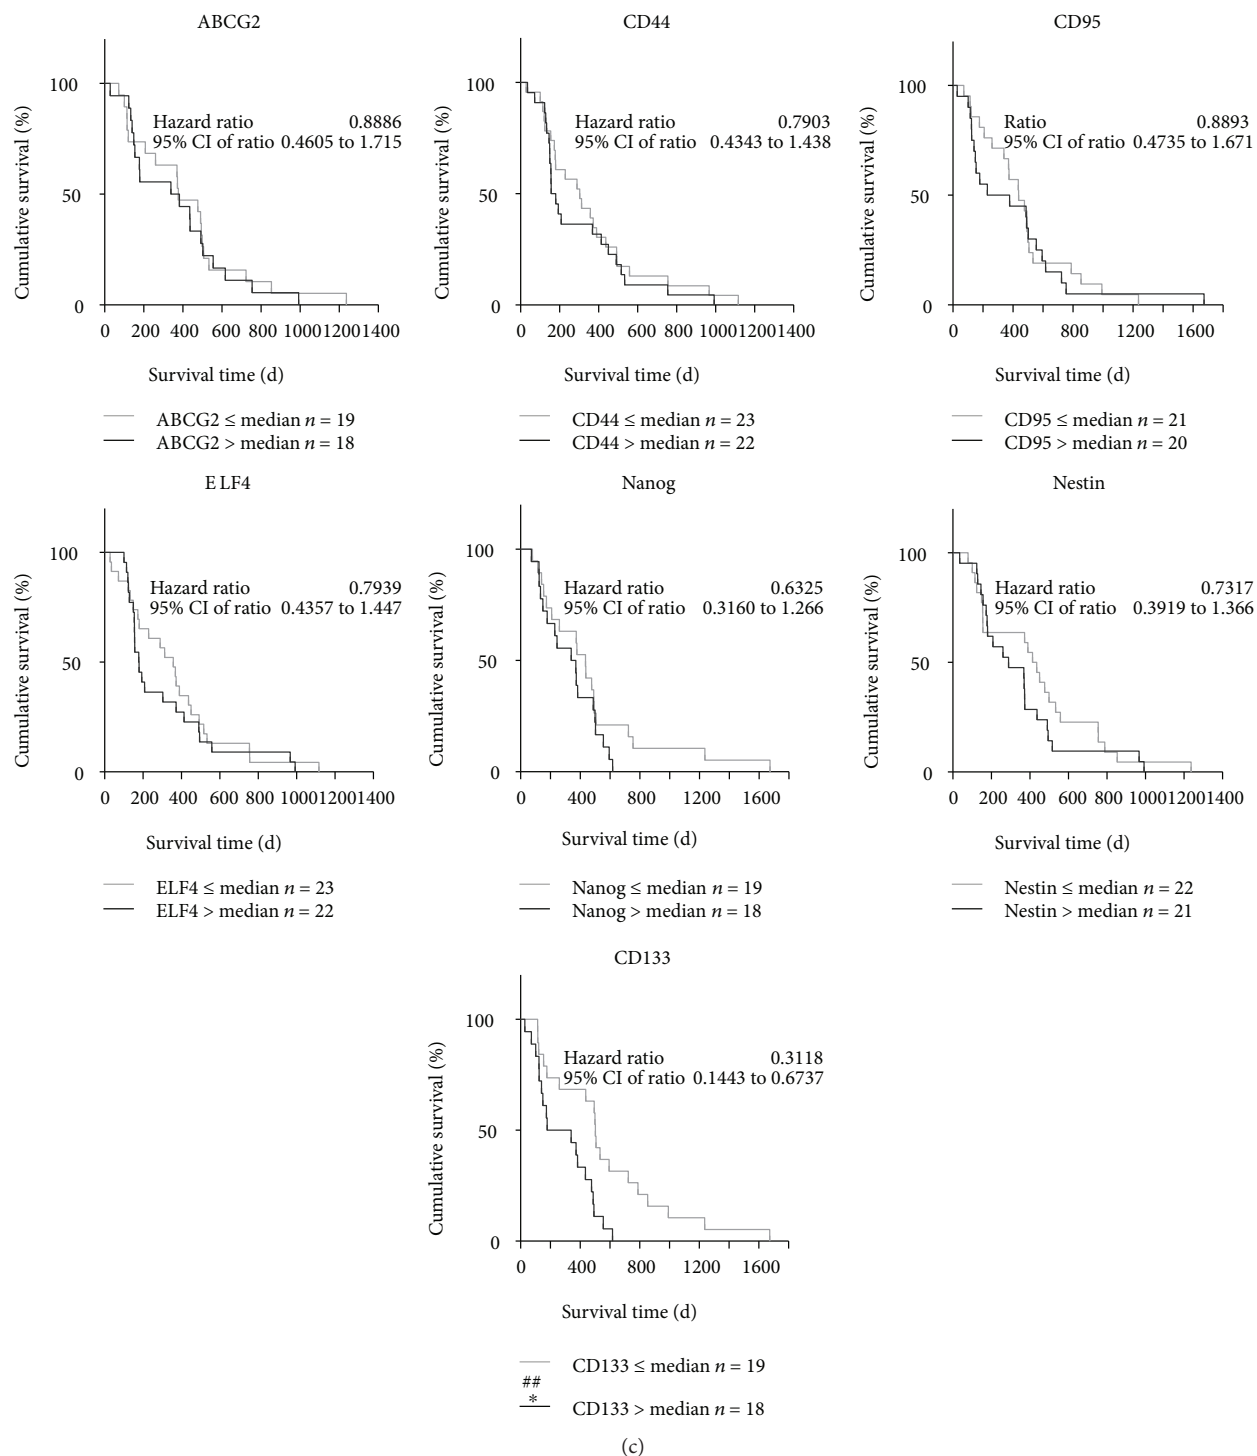 ABCG2
Cumulative survival (%)
100
50
0
Hazard ratio 0.8886
95% CI of ratio 0.4605 to 1.715
0 200 400 600 800 1000 1200 1400
Survival time (d)
ABCG2 ≤ median n = 19
ABCG2 > median n = 18
CD44
Cumulative survival (%)
100
50
0
Hazard ratio 0.7903
95% CI of ratio 0.4343 to 1.438
0 200 400 600 800 1000 1200 1400
Survival time (d)
CD44 ≤ median n = 23
CD44 > median n = 22
CD95
Cumulative survival (%)
100
50
0
Ratio 0.8893
95% CI of ratio 0.4735 to 1.671
0 400 800 1200 1600
Survival time (d)
CD95 ≤ median n = 21
CD95 > median n = 20
E LF4
Cumulative survival (%)
100
50
0
Hazard ratio 0.7939
95% CI of ratio 0.4357 to 1.447
0 200 400 600 800 1000 1200 1400
Survival time (d)
ELF4 ≤ median n = 23
ELF4 > median n = 22
Nanog
Cumulative survival (%)
100
50
0
Hazard ratio 0.6325
95% CI of ratio 0.3160 to 1.266
0 400 800 1200 1600
Survival time (d)
Nanog ≤ median n = 19
Nanog > median n = 18
Nestin
Cumulative survival (%)
100
50
0
Hazard ratio 0.7317
95% CI of ratio 0.3919 to 1.366
0 200 400 600 800 1000 1200 1400
Survival time (d)
Nestin ≤ median n = 22
Nestin > median n = 21
CD133
Cumulative survival (%)
100
50
0
Hazard ratio 0.3118
95% CI of ratio 0.1443 to 0.6737
0 400 800 1200 1600
Survival time (d)
CD133 ≤ median n = 19
##
*
CD133 > median n = 18
(c)